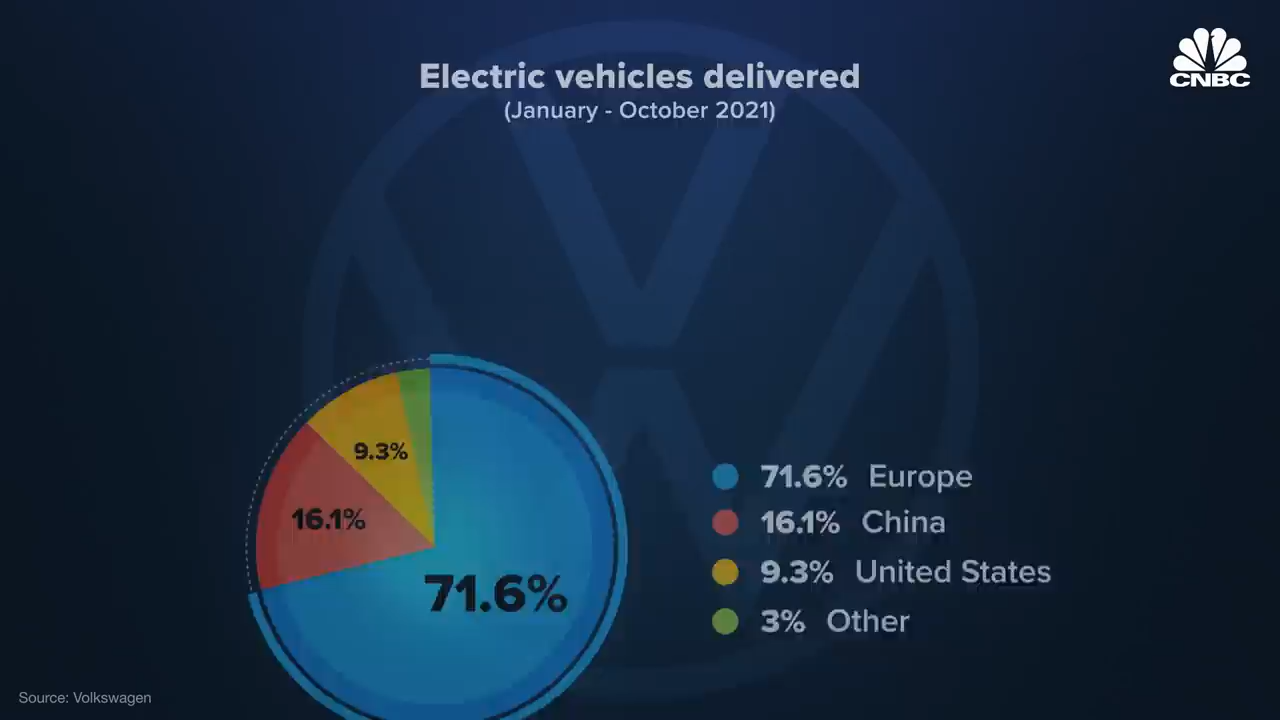 CNBC
Electric vehicles delivered
(January - October 2021)
9.3%
16.1%
71.6%
71.6% Europe
16.1% China
9.3% United States
3% Other
Source: Volkswagen